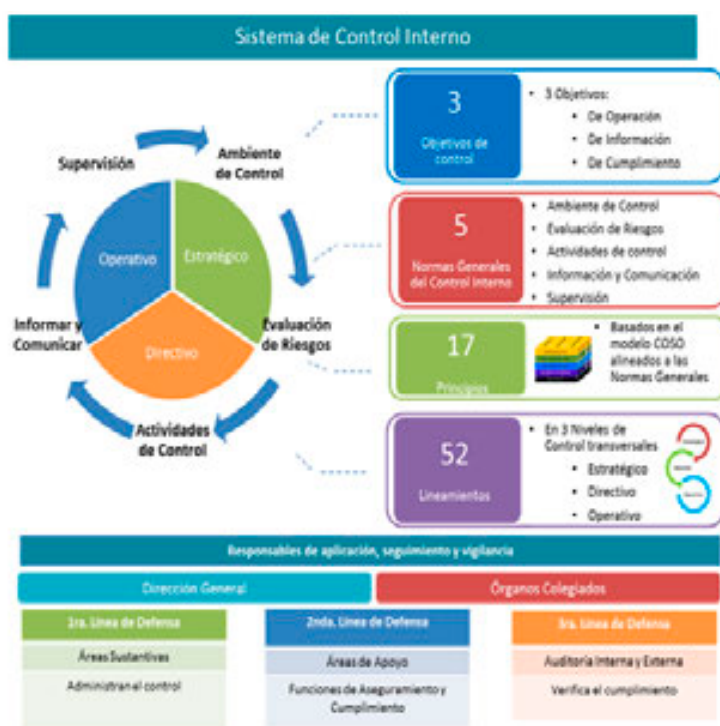 Sistema de Control Interno
Supervisión
Ambiente
de Control
Operativo
Estratégico
Directivo
Informar y
Comunicar
Evaluación
de Riesgos
Actividades
de Control
3
Objetivos de
control
• 3 Objetivos:
• De Operación
• De Información
• De Cumplimiento
5
Normas Generales
del Control Interno
• Ambiente de Control
• Evaluación de Riesgos
• Actividades de control
• Información y Comunicación
• Supervisión
17
Principios
• Basados en el
modelo COSO
alineados a las
Normas Generales
52
Lineamientos
• En 3 Niveles de
Control transversales
• Estratégico
• Directivo
• Operativo
Responsables de aplicación, seguimiento y vigilancia
Dirección General
Órganos Colegiados
1ra. Línea de Defensa
Áreas Sustantivas
Administran el control
2nda. Línea de Defensa
Áreas de Apoyo
Funciones de Aseguramiento y
Cumplimiento
3ra. Línea de Defensa
Auditoría Interna y Externa
Verifica el cumplimiento